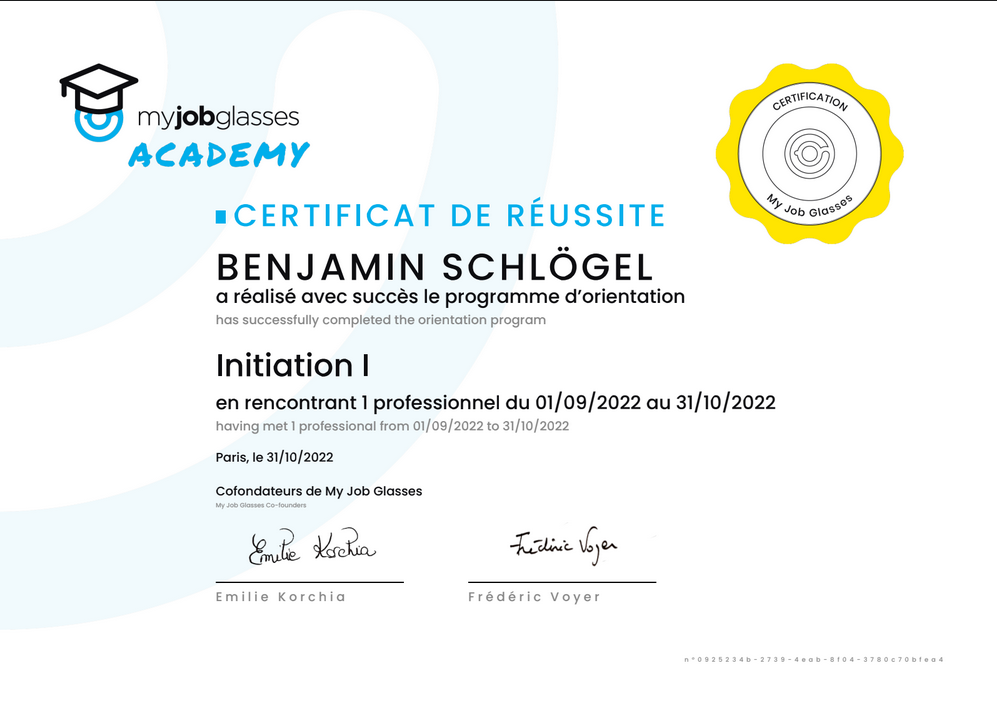 myjobglasses
ACADEMY
CERTIFICATION
My Job Glasses
CERTIFICAT DE RÉUSSITE
BENJAMIN SCHLÖGEL
a réalisé avec succès le programme d’orientation
has successfully completed the orientation program
Initiation I
en rencontrant 1 professionnel du 01/09/2022 au 31/10/2022
having met 1 professional from 01/09/2022 to 31/10/2022
Paris, le 31/10/2022
Cofondateurs de My Job Glasses
My Job Glasses Co-founders
Emilie Korchia
Frédéric Voyer
Emilie Korchia
Frédéric Voyer
n°0925234b-2739-4eab-8f04-3780c70bfea4